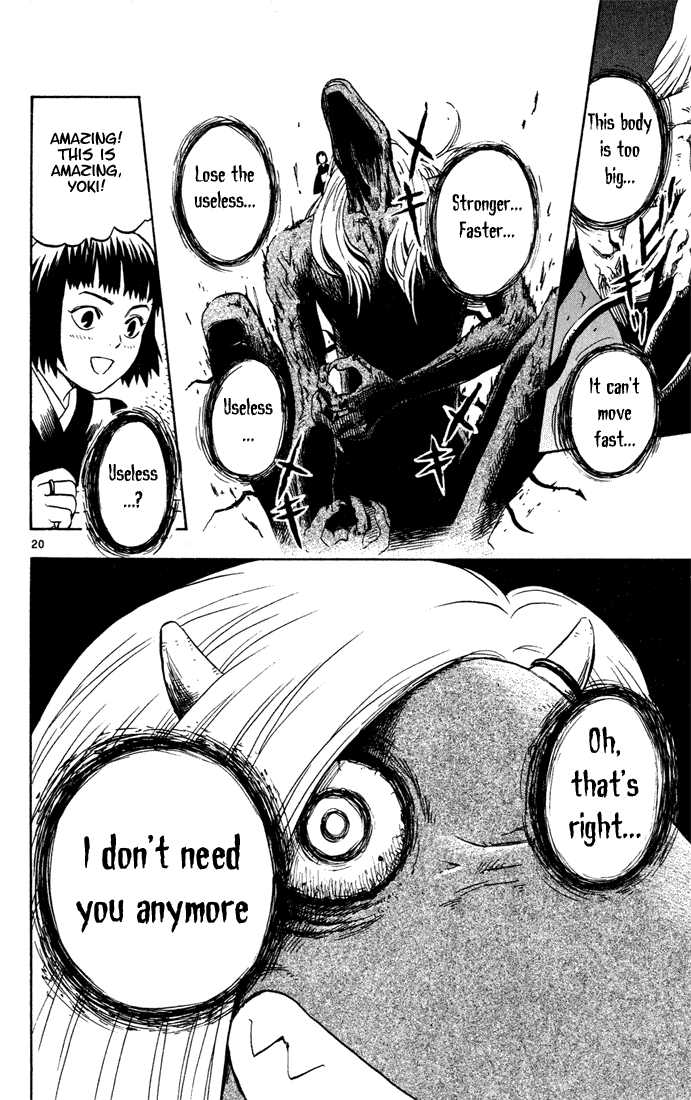 This body
is too
big...
It can't
move
fast...
Stronger...
Faster...
Lose the
useless...
Useless
...
AMAZING!
THIS IS
AMAZING,
YOKI!
Useless
...?
20
Oh,
that's
right...
I don't need
you anymore